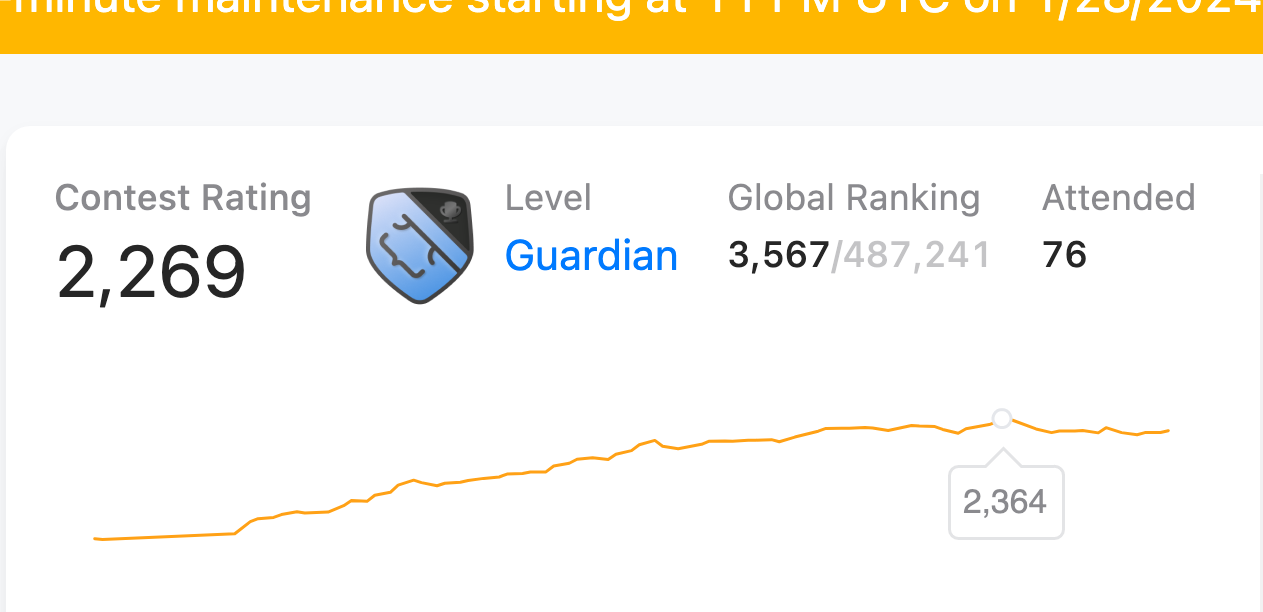 -minute maintenance starting at 1 PM UTC on 1/28/2024
Contest Rating
2,269
Level
Guardian
Global Ranking
3,567/487,241
Attended
76
2,364